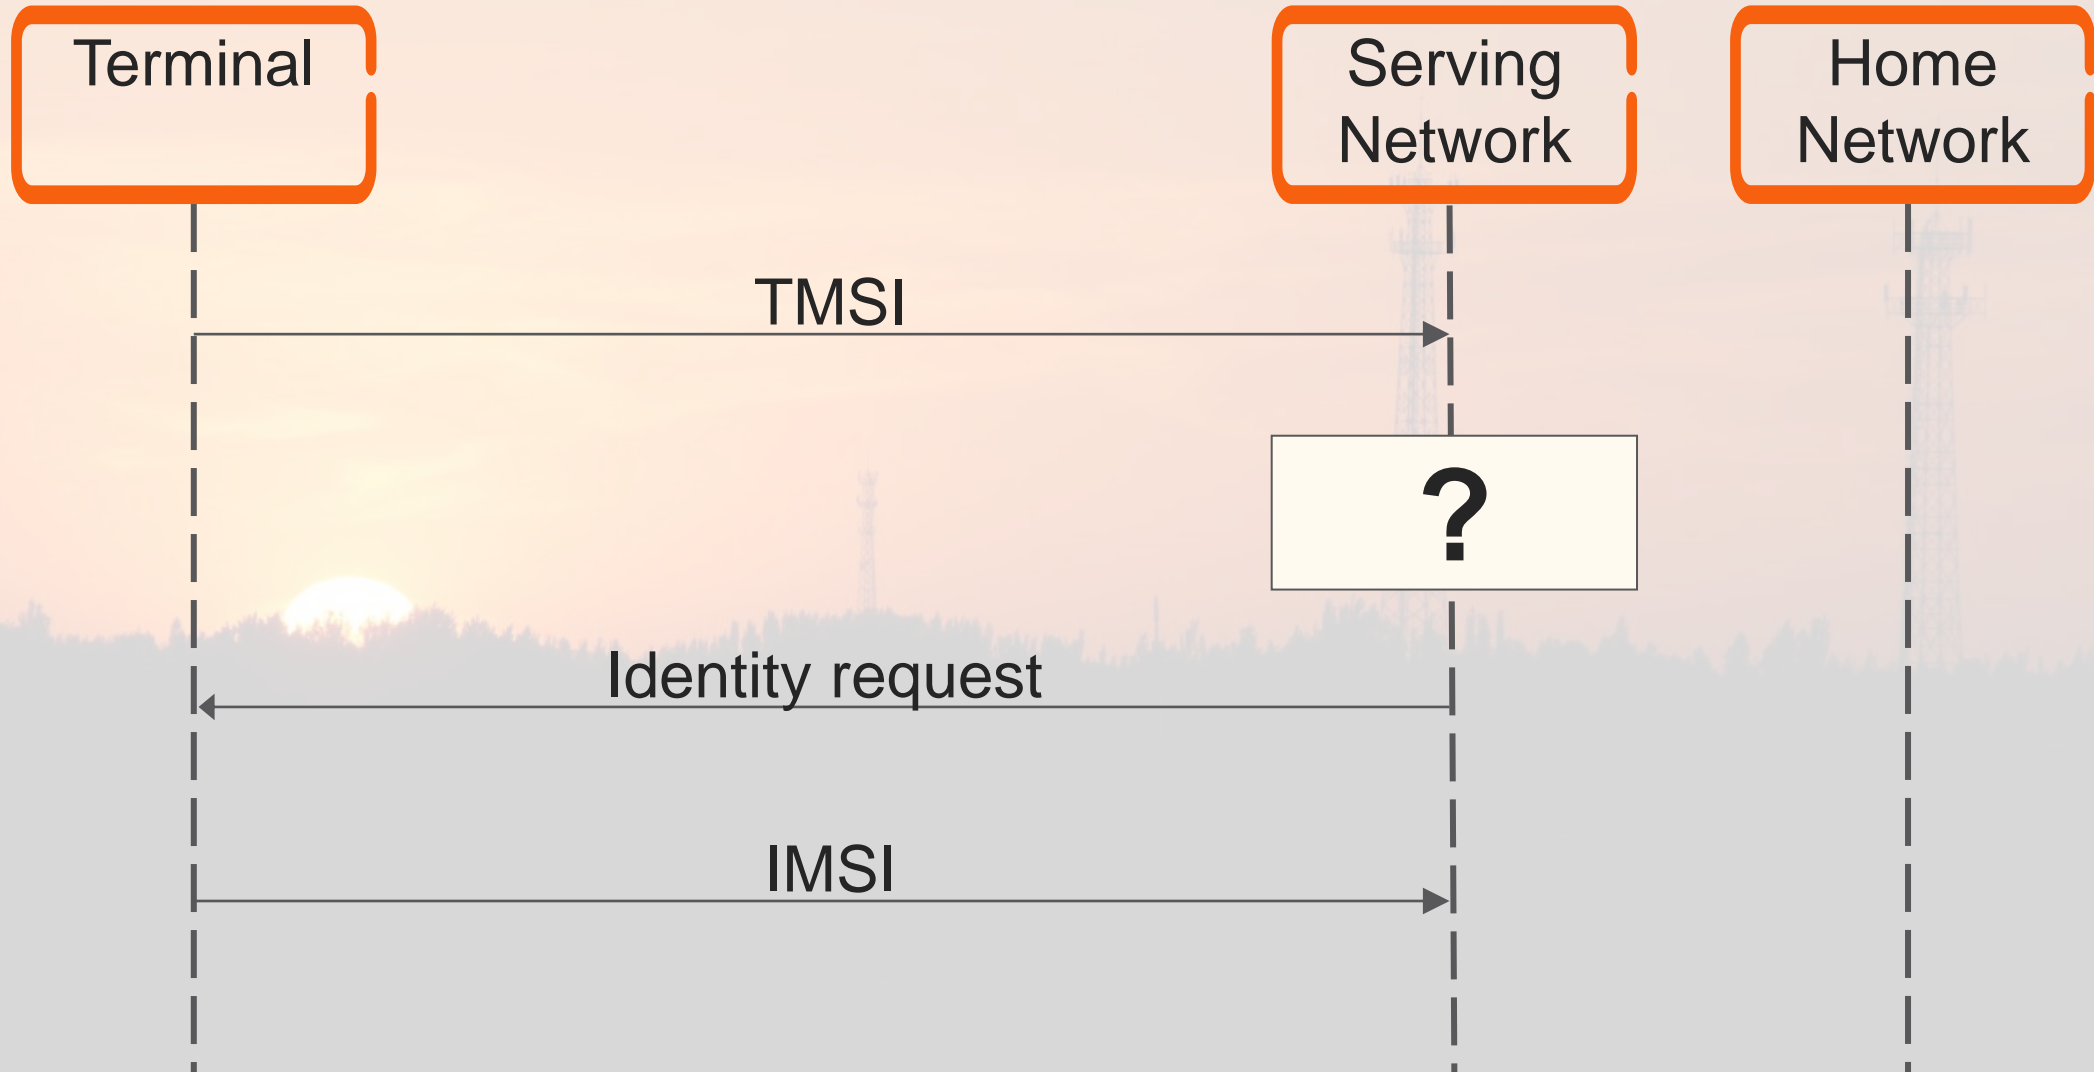 Terminal
Serving
Network
Home
Network
TMSI
?
Identity request
IMSI